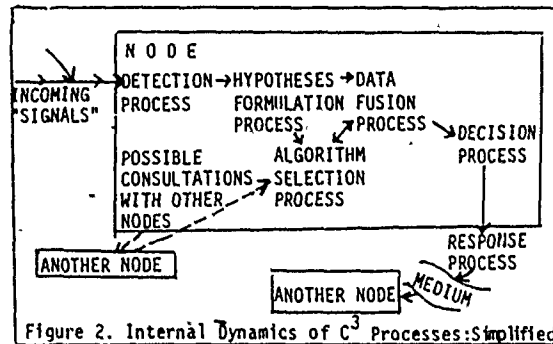 NODE
INCOMING
"SIGNALS"
DETECTION
PROCESS
HYPOTHESES
FORMULATION
PROCESS
DATA
FUSION
PROCESS
DECISION
PROCESS
POSSIBLE
CONSULTATIONS
WITH OTHER
NODES
ALGORITHM
SELECTION
PROCESS
ANOTHER NODE
RESPONSE
PROCESS
MEDIUM
ANOTHER NODE
Figure 2. Internal Dynamics of C³ Processes:Simplified